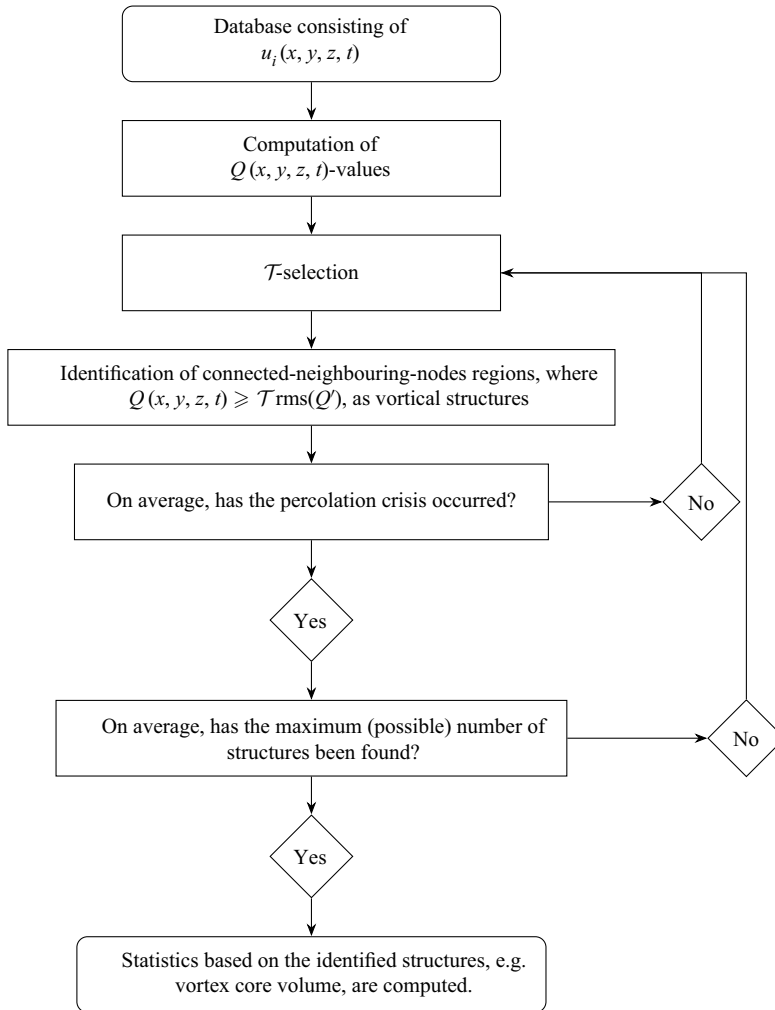 Database consisting of
u_i (x, y, z, t)
Computation of
Q (x, y, z, t)-values
𝒯-selection
Identification of connected-neighbouring-nodes regions, where
Q (x, y, z, t) ⩾ 𝒯 rms(Q′), as vortical structures
On average, has the percolation crisis occurred?
No
Yes
On average, has the maximum (possible) number of
structures been found?
No
Yes
Statistics based on the identified structures, e.g.
vortex core volume, are computed.